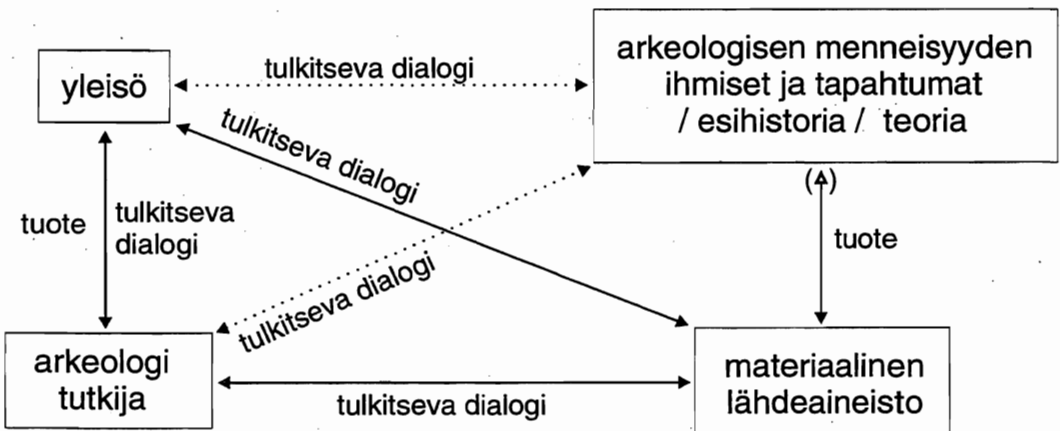 arkeologisen menneisyyden
ihmiset ja tapahtumat
/ esihistoria / teoria
yleisö
tulkitseva dialogi
tulkitseva dialogi
tuote
tulkitseva
dialogi
tulkitseva dialogi
(
)
tuote
arkeologi
tutkija
tulkitseva dialogi
materiaalinen
lähdeaineisto